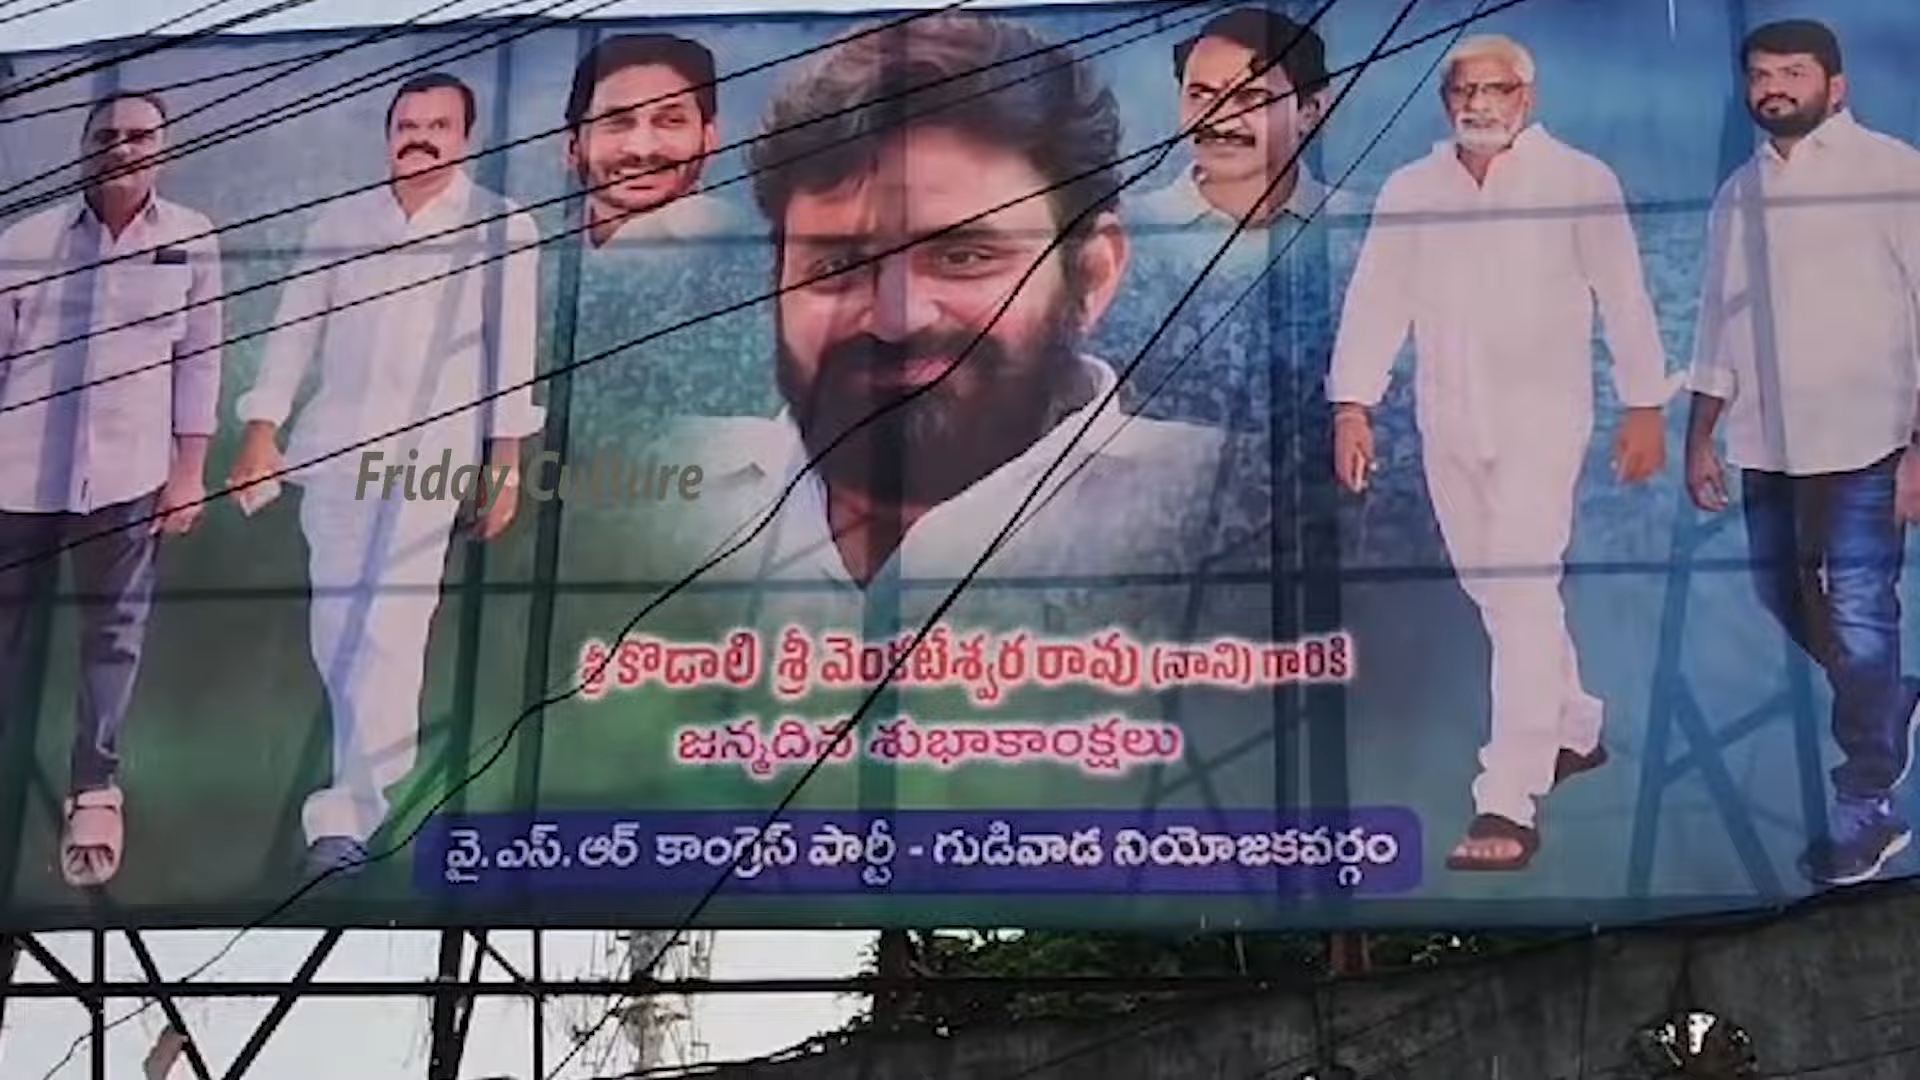 Friday Culture
శ్రీ కొడాలి శ్రీ వెంకటేశ్వర రావు (నాని) గారికి
జన్మదిన శుభాకాంక్షలు
వై.ఎస్.ఆర్ కాంగ్రెస్ పార్టీ - గుడివాడ నియోజకవర్గం